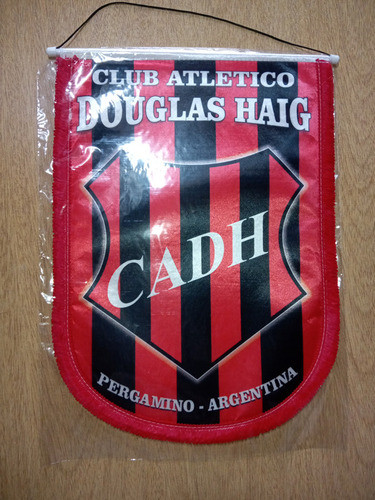 CLUB ATLETICO
DOUGLAS HAIG
CADH
PERGAMINO - ARGENTINA